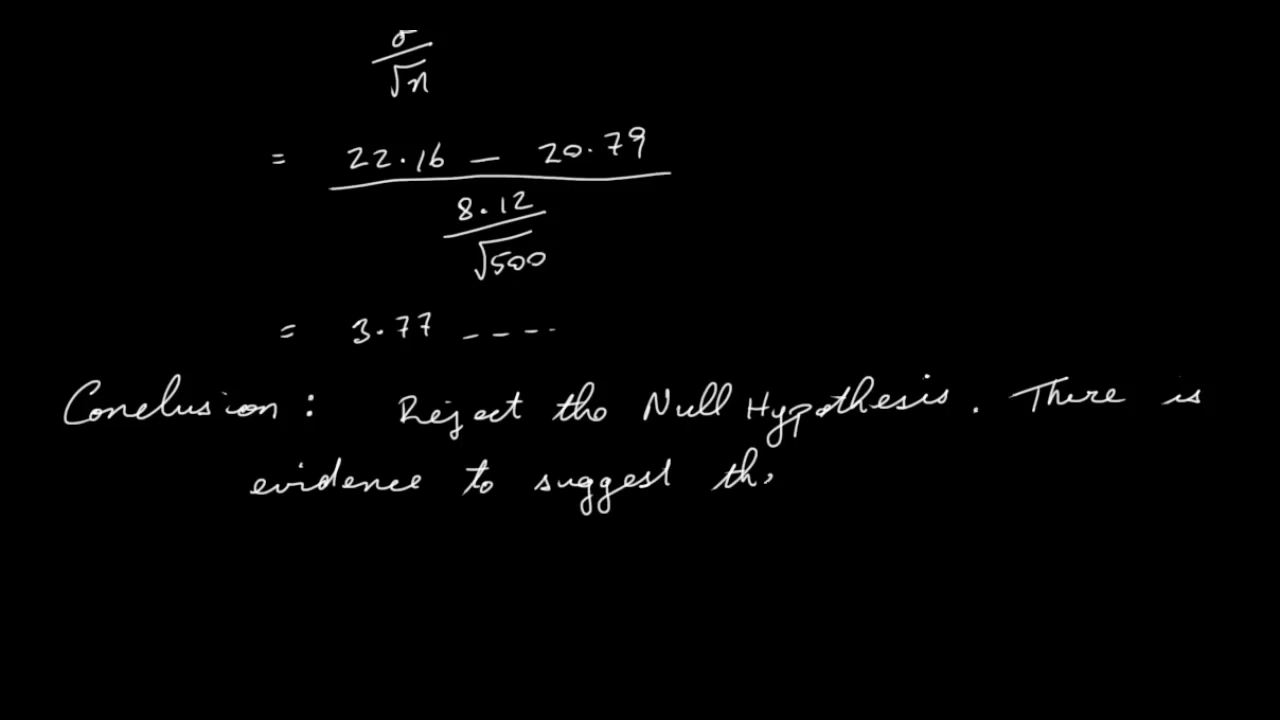 σ
√n
= 22.16 – 20.79
8.12
√500
= 3.77 ----
Conclusion: Reject the Null Hypothesis. There is
evidence to suggest